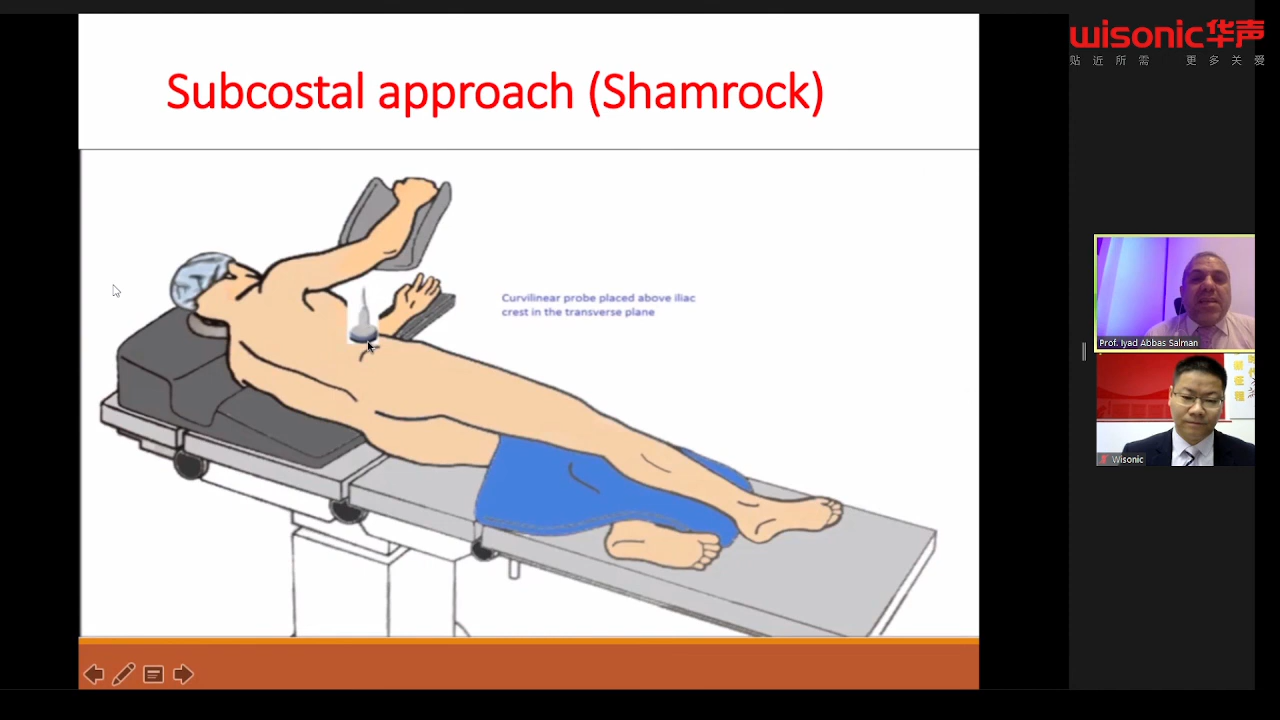 Subcostal approach (Shamrock)
wisonic华声
贴近所需 更多关爱
Curvilinear probe placed above iliac
crest in the transverse plane
Prof. Iyad Abbas Salman
Wisonic